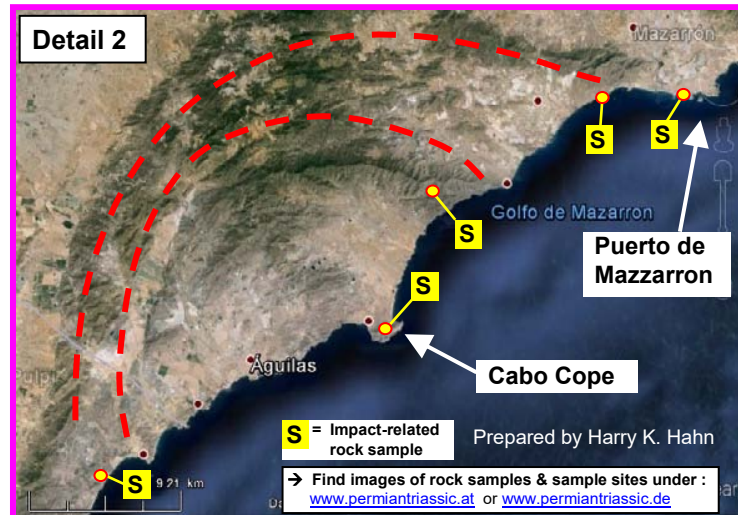 Detail 2
Mazarrón
S
S
S
Golfo de Mazarron
Puerto de
Mazzarron
S
Cabo Cope
Águilas
Pulpí
S = Impact-related
rock sample
Prepared by Harry K. Hahn
S
9.21 km
→ Find images of rock samples & sample sites under :
www.permiantriassic.at or www.permiantriassic.de